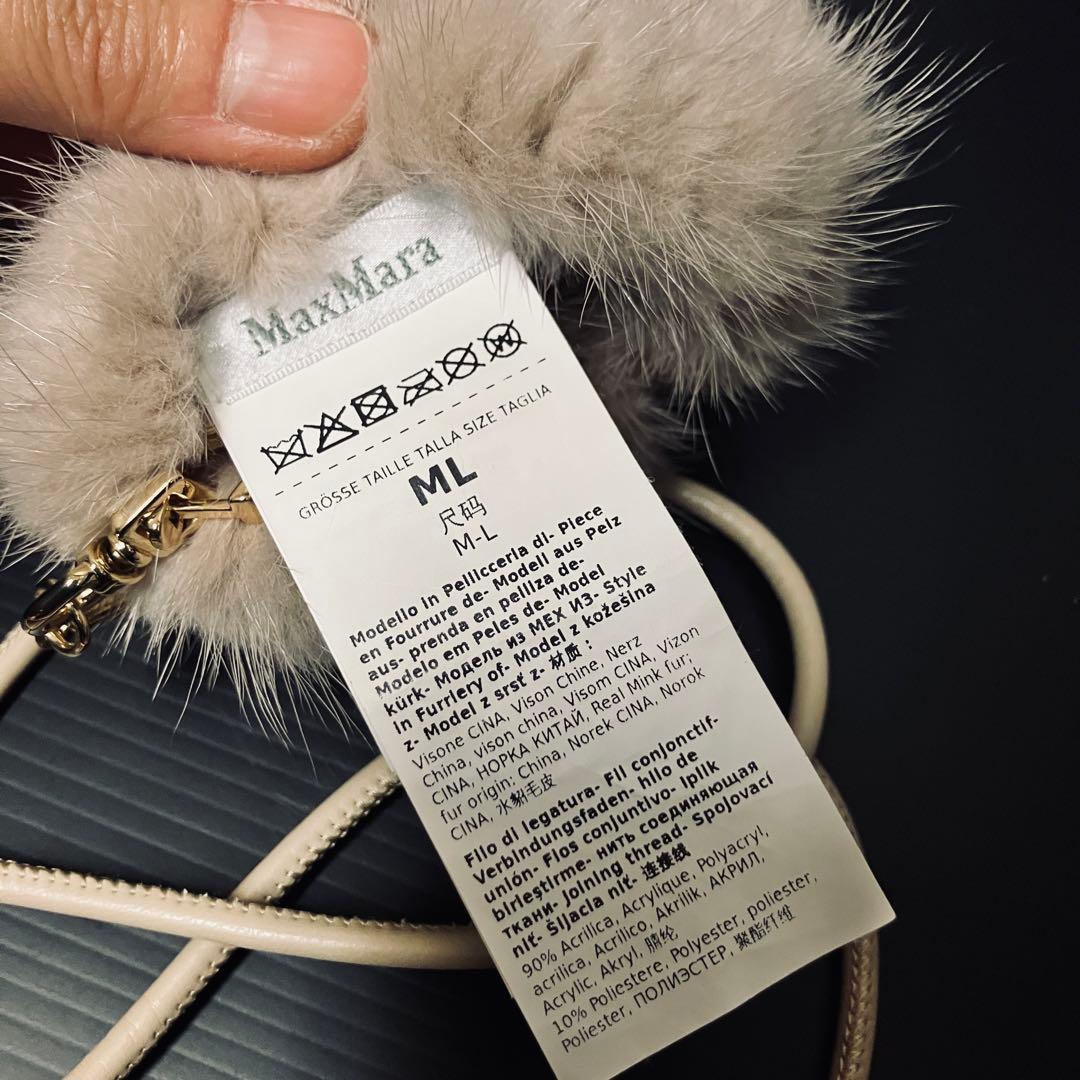 MaxMara
GRÖSSE TAILLE TALLA SIZE TAGLIA
ML
尺码
M-L
Modello in Pellicceria di- Piece
en Fourrure de- Modell aus Pelz
aus- prenda en pelliza de-
Modelo em Peles de- Model
kürk- Модель из МЕХ ИЗ- Style
in Furrlery of- Model z kožešina
z- Model z srsť z- 材质：
Visone CINA, Vison Chine, Nerz
China, vison china, Visom CINA, Vizon
CINA, НОРКА КИТАЙ, Real Mink fur;
fur origin: China, Norek CINA, Norok
CINA, 水貂毛皮
Filo di legatura- Fil conjonctif-
Verbindungsfaden- hilo de
unión- Fios conjuntivo- Iplik
birleştirme- нить соединяющая
ткани- Joining thread- Spojovací
niť- Šijacia niť- 连接线
90% Acrilica, Acrylique, Polyacryl,
acrilica, Acrilico, Akrilik, АКРИЛ,
Acrylic, Akryl, 腈纶
10% Poliestere, Polyester, poliester,
Poliester, ПОЛИЭСТЕР, 聚酯纤维